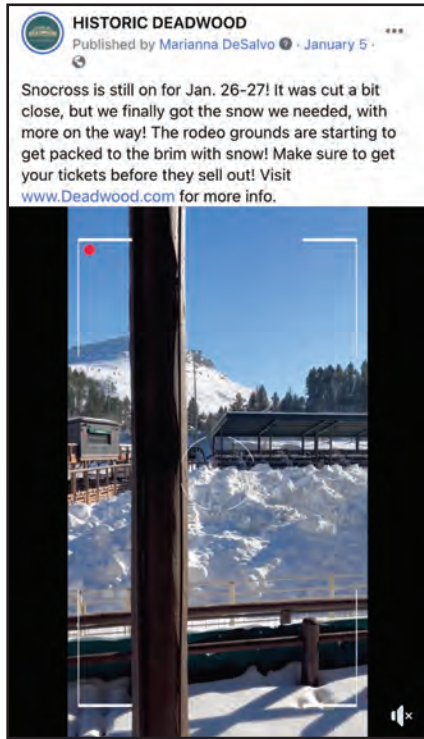 HISTORIC DEADWOOD
Published by Marianna DeSalvo · January 5 ·
Snocross is still on for Jan. 26-27! It was cut a bit
close, but we finally got the snow we needed, with
more on the way! The rodeo grounds are starting to
get packed to the brim with snow! Make sure to get
your tickets before they sell out! Visit
www.Deadwood.com for more info.